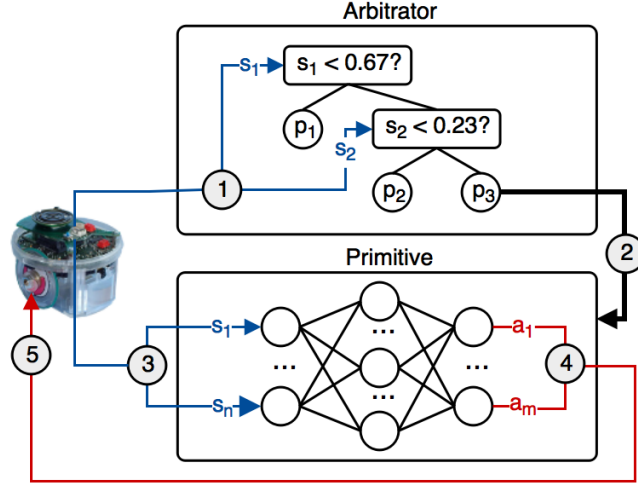 Arbitrator
s₁
s₁ < 0.67?
p₁
s₂ < 0.23?
s₂
1
p₂
p₃
2
Primitive
s₁
...
a₁
5
3
...
...
4
sₙ
...
aₘ